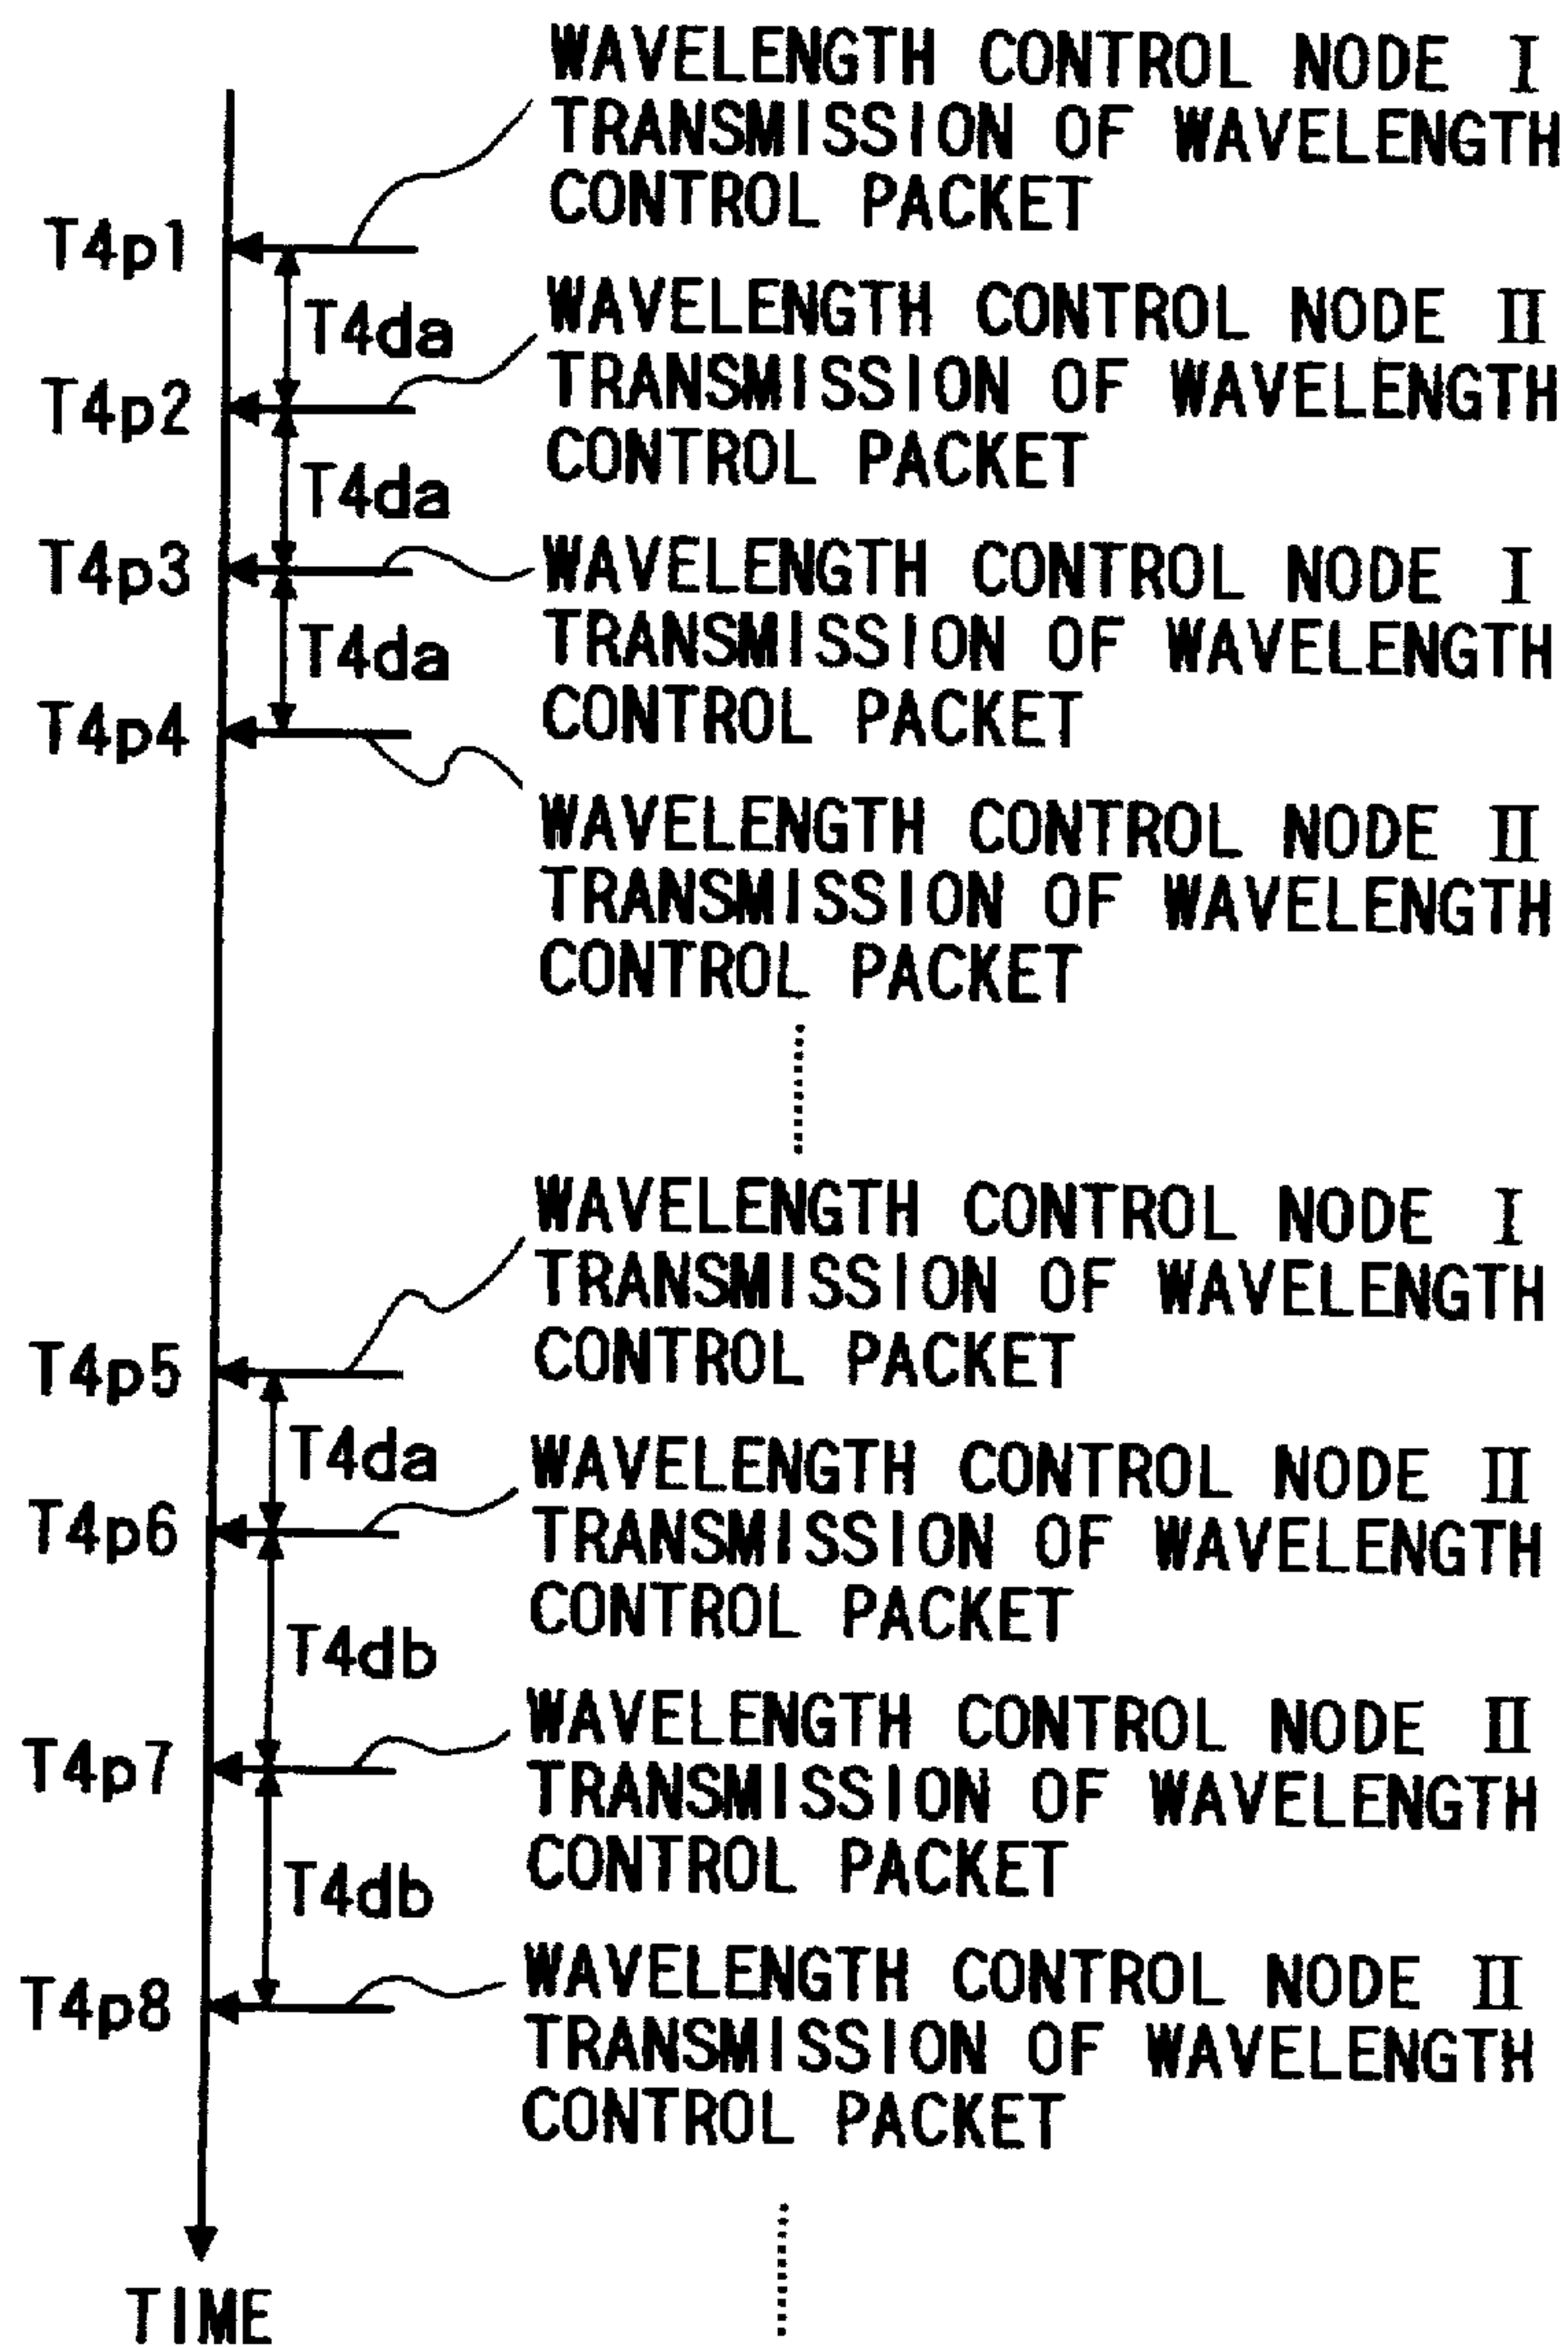 WAVELENGTH CONTROL NODE I
TRANSMISSION OF WAVELENGTH
CONTROL PACKET
T4p1
T4da
WAVELENGTH CONTROL NODE II
TRANSMISSION OF WAVELENGTH
CONTROL PACKET
T4p2
T4da
T4p3
WAVELENGTH CONTROL NODE I
TRANSMISSION OF WAVELENGTH
CONTROL PACKET
T4da
T4p4
WAVELENGTH CONTROL NODE II
TRANSMISSION OF WAVELENGTH
CONTROL PACKET
WAVELENGTH CONTROL NODE I
TRANSMISSION OF WAVELENGTH
CONTROL PACKET
T4p5
T4da
WAVELENGTH CONTROL NODE II
TRANSMISSION OF WAVELENGTH
CONTROL PACKET
T4p6
T4db
WAVELENGTH CONTROL NODE II
TRANSMISSION OF WAVELENGTH
CONTROL PACKET
T4p7
T4db
WAVELENGTH CONTROL NODE II
TRANSMISSION OF WAVELENGTH
CONTROL PACKET
T4p8
TIME